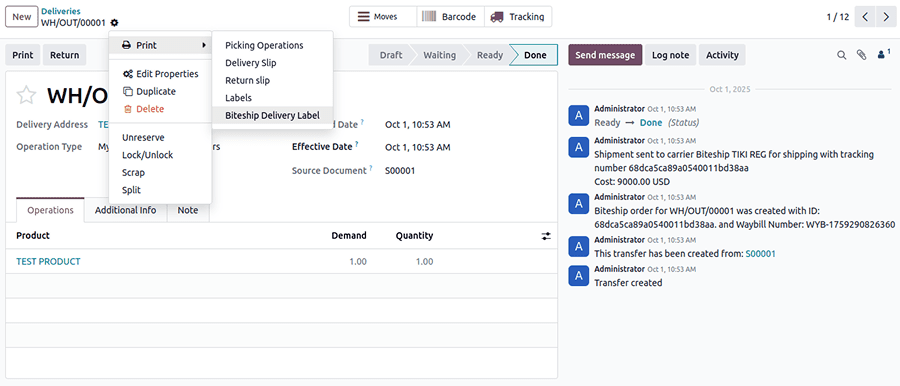 New
Deliveries
WH/OUT/00001
Moves
Barcode
Tracking
1 / 12
Print
Return
Draft
Waiting
Ready
Done
Send message
Log note
Activity
1
Print
Edit Properties
Duplicate
Delete
Unreserve
Lock/Unlock
Scrap
Split
Picking Operations
Delivery Slip
Return slip
Labels
Biteship Delivery Label
WH/O
Delivery Address
TE
Operation Type
My
rs
d Date ?
Oct 1, 10:53 AM
Effective Date ?
Oct 1, 10:53 AM
Source Document ?
S00001
Operations
Additional Info
Note
Product
Demand
Quantity
TEST PRODUCT
1.00
1.00
Oct 1, 2025
A
Administrator Oct 1, 10:53 AM
Ready → Done (Status)
A
Administrator Oct 1, 10:53 AM
Shipment sent to carrier Biteship TIKI REG for shipping with tracking
number 68dca5ca89a0540011bd38aa
Cost: 9000.00 USD
A
Administrator Oct 1, 10:53 AM
Biteship order for WH/OUT/00001 was created with ID:
68dca5ca89a0540011bd38aa. and Waybill Number: WYB-1759290826360
A
Administrator Oct 1, 10:53 AM
This transfer has been created from: S00001
A
Administrator Oct 1, 10:53 AM
Transfer created